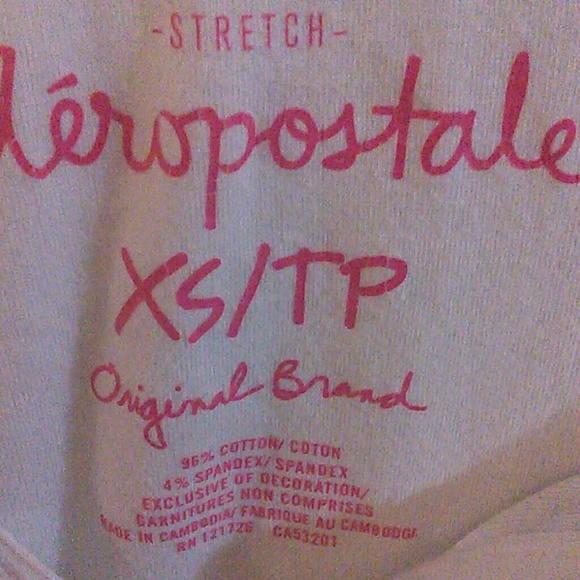 -STRETCH-
Aéropostale
XS/TP
Original Brand
96% COTTON/ COTON
4% SPANDEX/ SPANDEX
EXCLUSIVE OF DECORATION/
GARNITURES NON COMPRISES
MADE IN CAMBODIA/ FABRIQUE AU CAMBODGE
RN 121726 CA53201